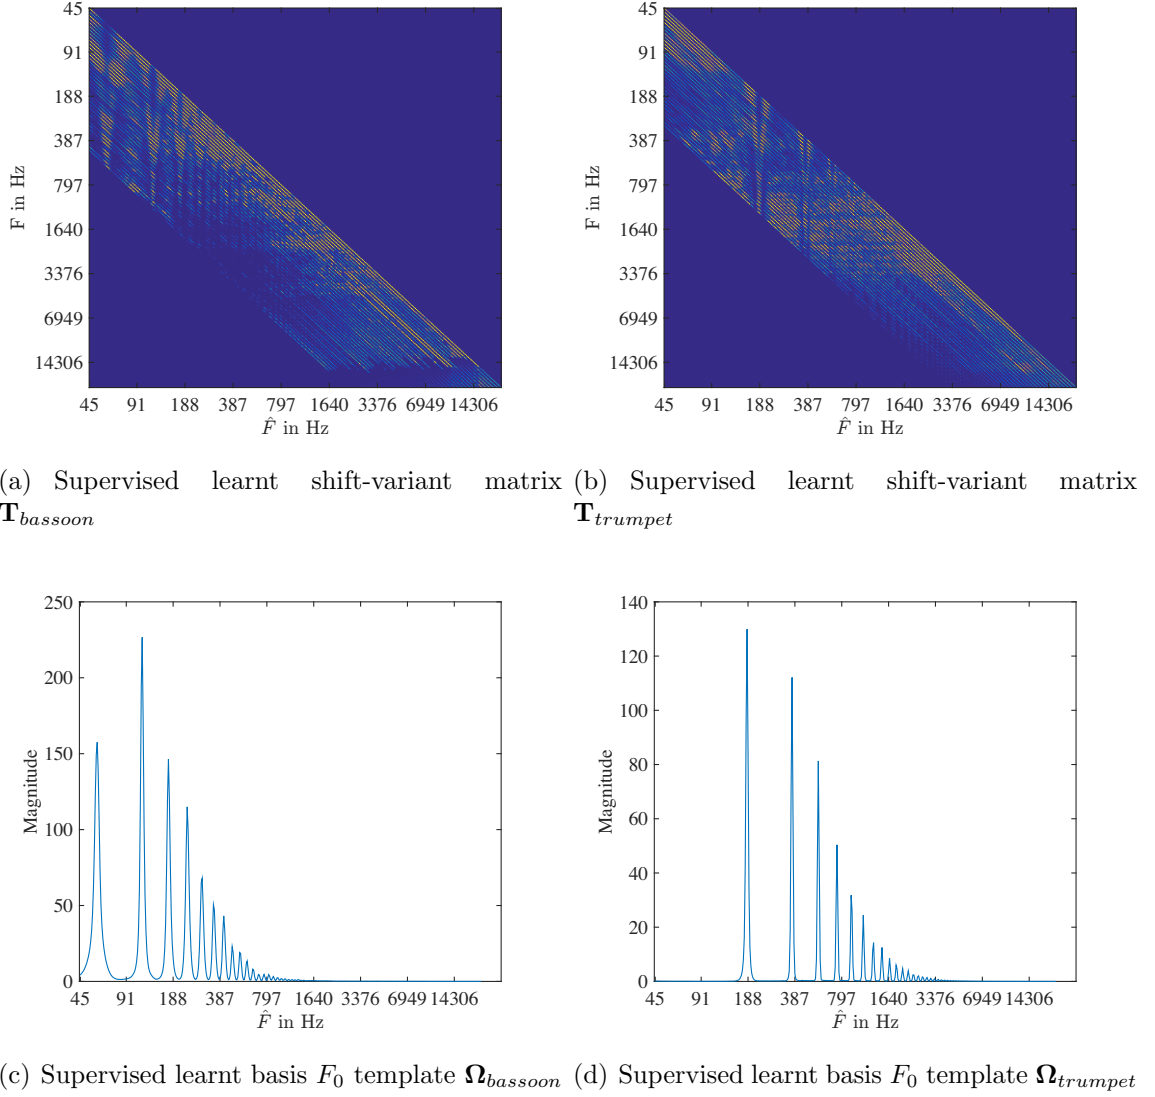 45
91
188
387
797
1640
3376
6949
14306
F in Hz
45 91 188 387 797 1640 3376 6949 14306
F̂ in Hz
45
91
188
387
797
1640
3376
6949
14306
F in Hz
45 91 188 387 797 1640 3376 6949 14306
F̂ in Hz
(a) Supervised learnt shift-variant matrix
T_bassoon
(b) Supervised learnt shift-variant matrix
T_trumpet
250
200
150
100
50
0
Magnitude
45 91 188 387 797 1640 3376 6949 14306
F̂ in Hz
140
120
100
80
60
40
20
0
Magnitude
45 91 188 387 797 1640 3376 6949 14306
F̂ in Hz
(c) Supervised learnt basis F₀ template Ω_bassoon
(d) Supervised learnt basis F₀ template Ω_trumpet